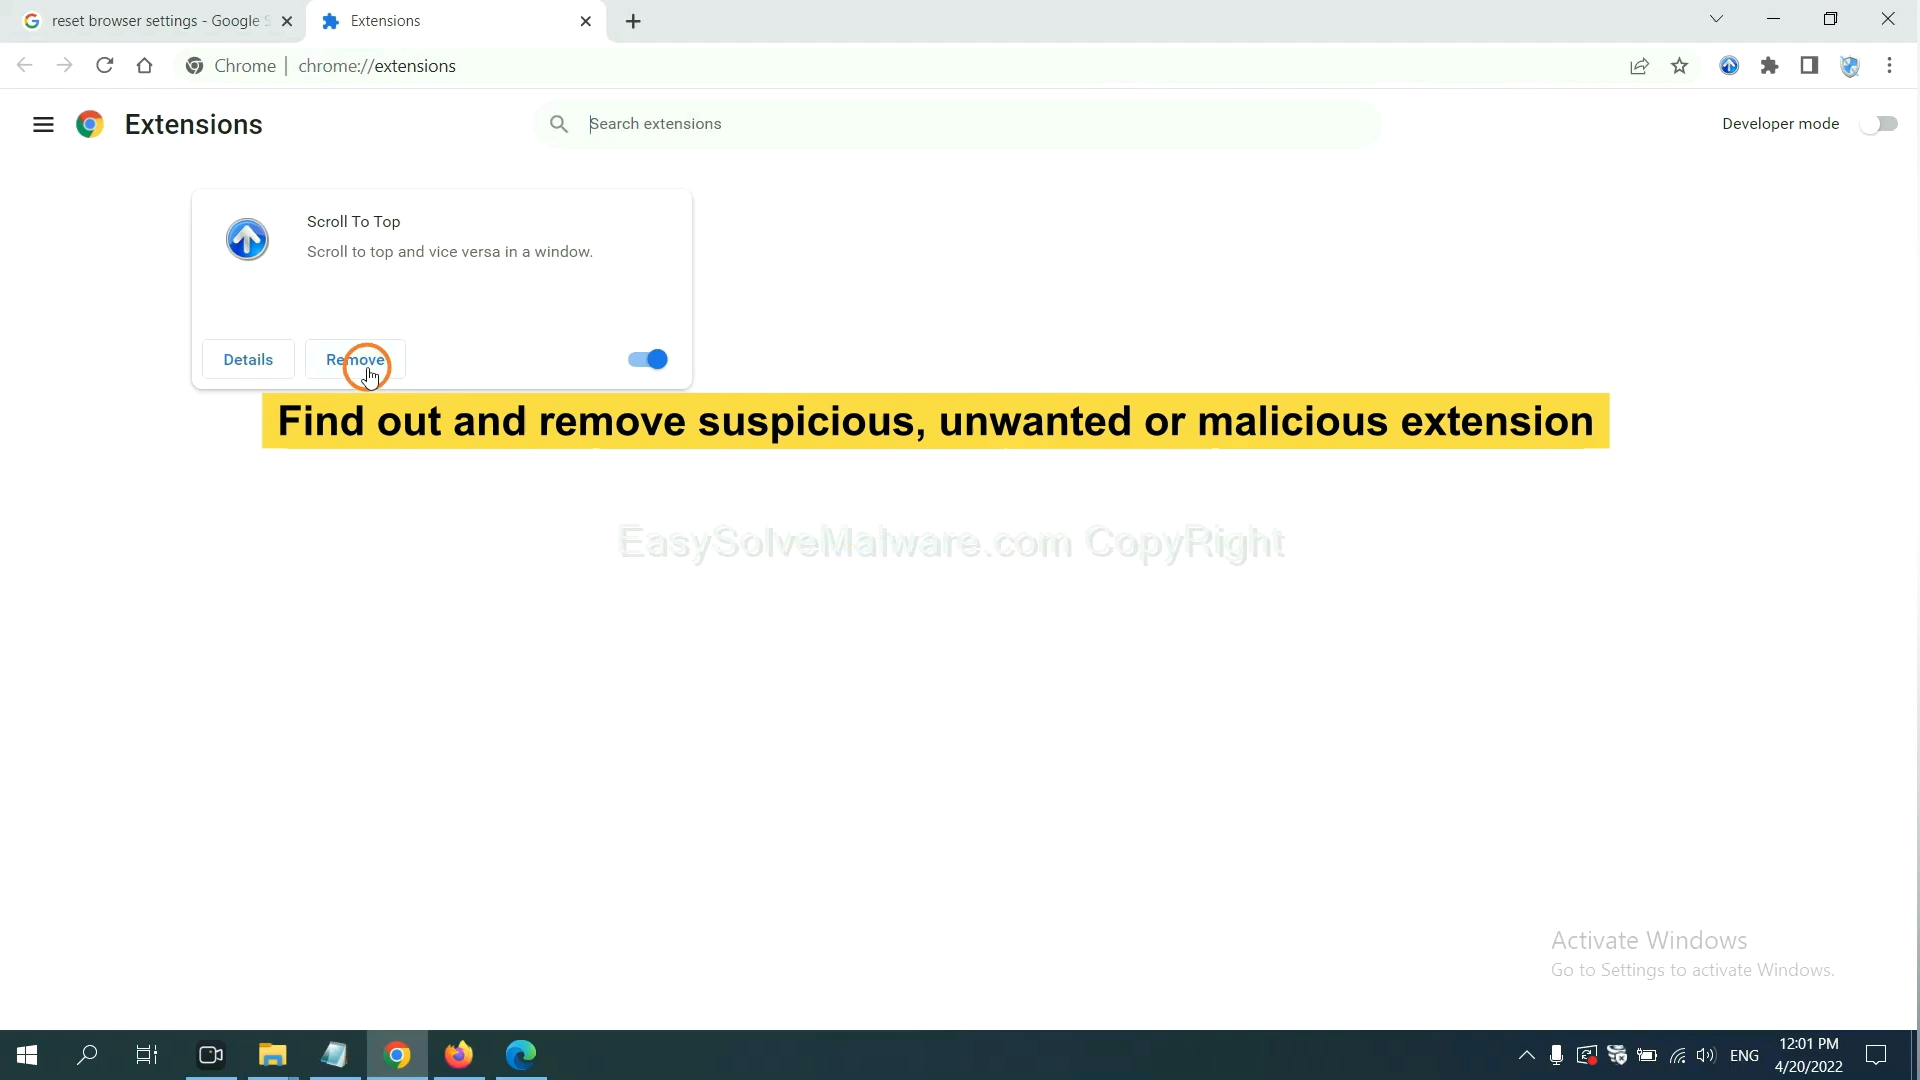 reset browser settings - Google S
Extensions
Chrome
chrome://extensions
Extensions
Search extensions
Developer mode
Scroll To Top
Scroll to top and vice versa in a window.
Details
Remove
Find out and remove suspicious, unwanted or malicious extension
EasySolveMalware.com CopyRight
Activate Windows
Go to Settings to activate Windows.
ENG
12:01 PM
4/20/2022